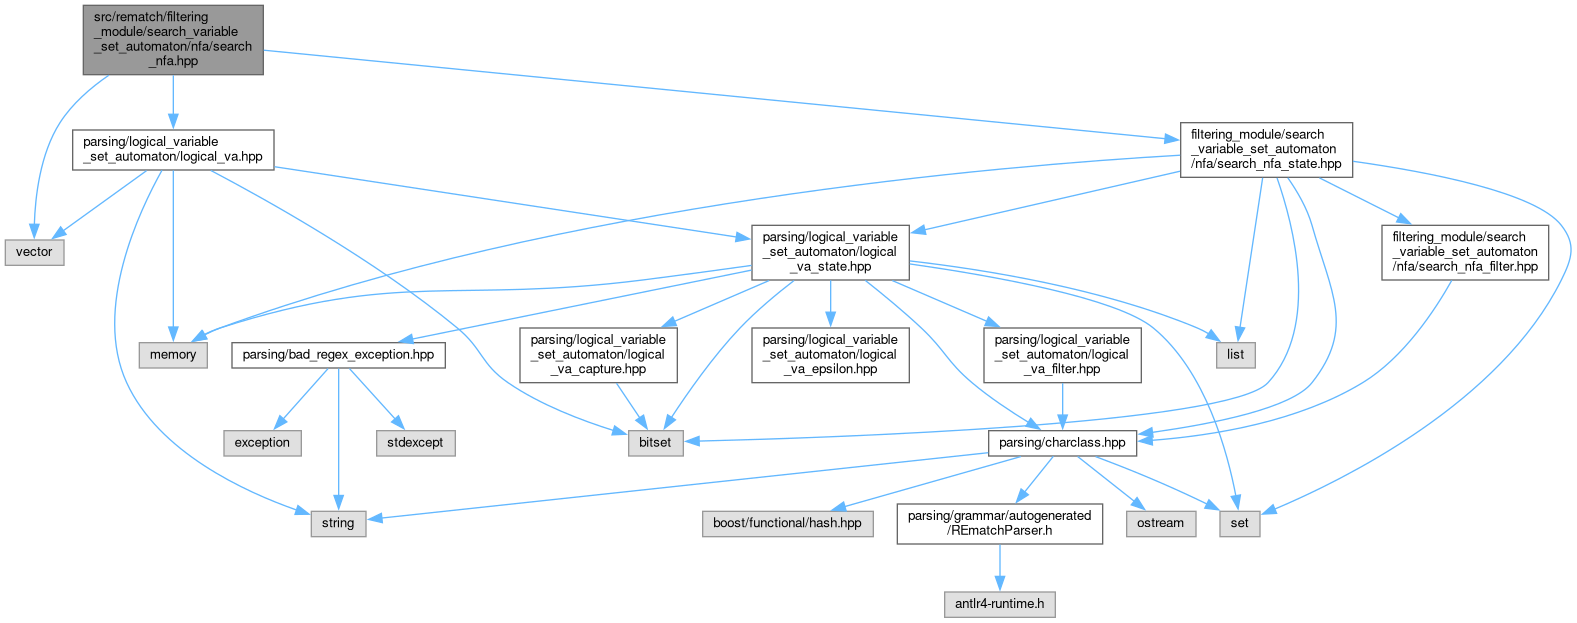 src/rematch/filtering
_module/search_variable
_set_automaton/nfa/search
_nfa.hpp
parsing/logical_variable
_set_automaton/logical_va.hpp
filtering_module/search
_variable_set_automaton
/nfa/search_nfa_state.hpp
vector
parsing/logical_variable
_set_automaton/logical
_va_state.hpp
filtering_module/search
_variable_set_automaton
/nfa/search_nfa_filter.hpp
memory
parsing/bad_regex_exception.hpp
parsing/logical_variable
_set_automaton/logical
_va_capture.hpp
parsing/logical_variable
_set_automaton/logical
_va_epsilon.hpp
parsing/logical_variable
_set_automaton/logical
_va_filter.hpp
list
exception
stdexcept
bitset
parsing/charclass.hpp
string
boost/functional/hash.hpp
parsing/grammar/autogenerated
/REmatchParser.h
ostream
set
antlr4-runtime.h